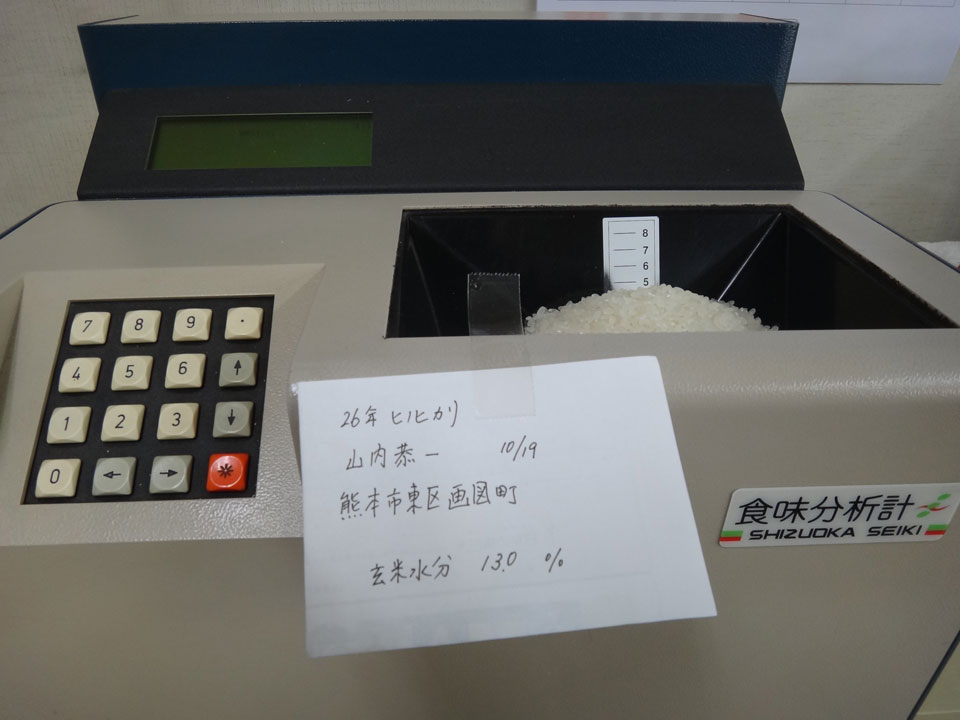 8
7
6
5
7 8 9 ·
4 5 6 ↑
1 2 3 ↓
0 ← → *
26年 ヒノヒカリ
山内恭一 10/19
熊本市東区画図町
玄米水分 13.0 %
食味分析計
SHIZUOKA SEIKI